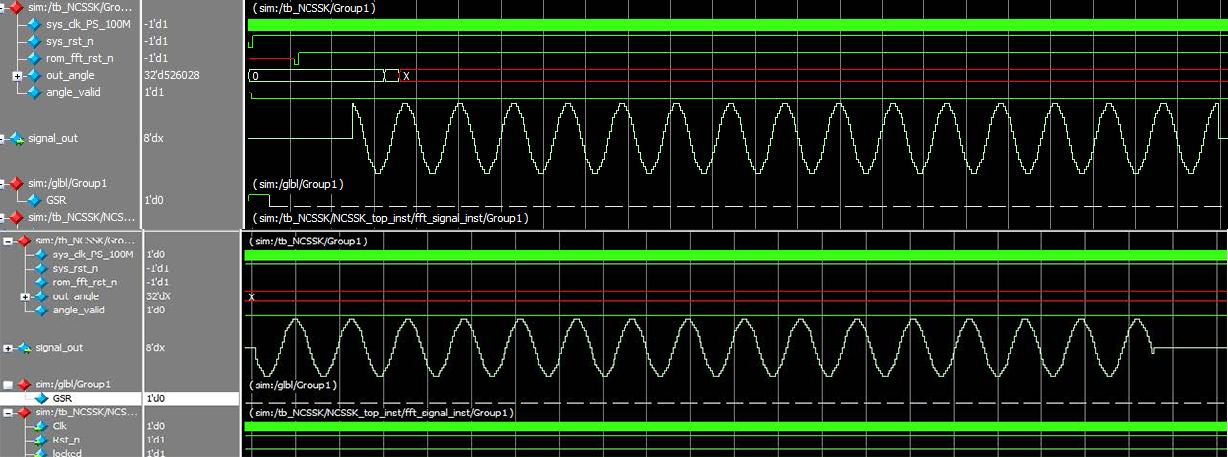 sim:/tb_NCSSK/Gro... (sim:/tb_NCSSK/Group1)
sys_clk_PS_100M -1'd1
sys_rst_n -1'd1
rom_fft_rst_n -1'd1
out_angle 32'd526028 0 X
angle_valid 1'd1
signal_out 8'dx
sim:/glbl/Group1 (sim:/glbl/Group1)
GSR 1'd0
sim:/tb_NCSSK/NCS... (sim:/tb_NCSSK/NCSSK_top_inst/fft_signal_inst/Group1)
sim:/tb_NCSSK/Gro... (sim:/tb_NCSSK/Group1)
sys_clk_PS_100M 1'd0
sys_rst_n -1'd1
rom_fft_rst_n -1'd1
out_angle 32'dX X
angle_valid 1'd0
signal_out 8'dx
sim:/glbl/Group1 (sim:/glbl/Group1)
GSR 1'd0
sim:/tb_NCSSK/NCS... (sim:/tb_NCSSK/NCSSK_top_inst/fft_signal_inst/Group1)
Clk 1'd0
Rst_n 1'd1
locked 1'd1